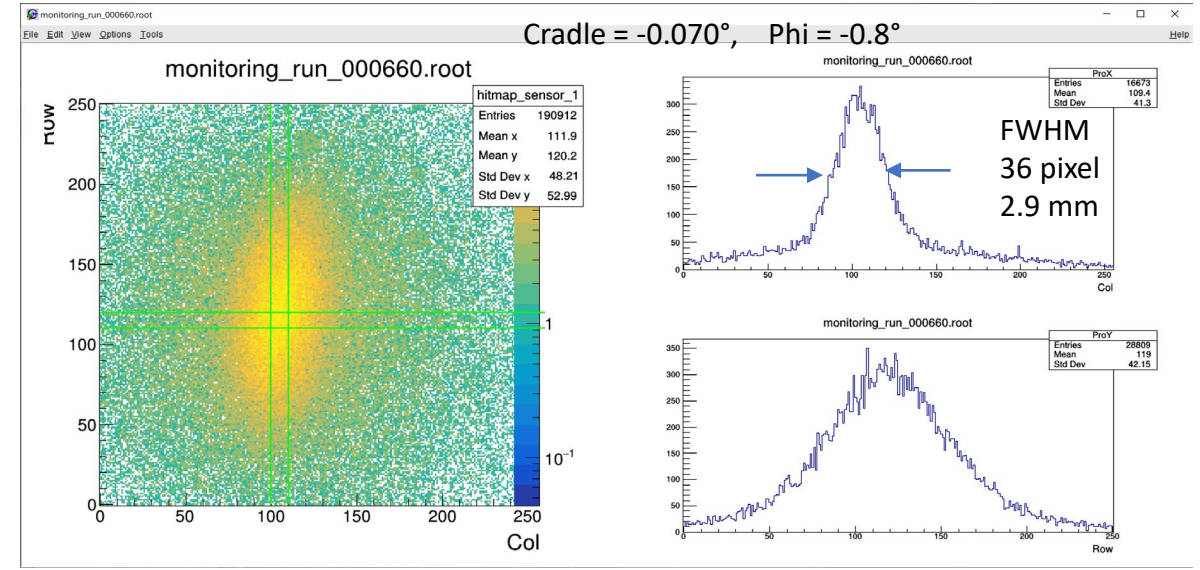 monitoring_run_000660.root
File Edit View Options Tools Help
Cradle = -0.070°, Phi = -0.8°
monitoring_run_000660.root
hitmap_sensor_1
Entries 190912
Mean x 111.9
Mean y 120.2
Std Dev x 48.21
Std Dev y 52.99
Row
250
200
150
100
50
0
0 50 100 150 200 250
Col
1
10⁻¹
monitoring_run_000660.root
ProX
Entries 16673
Mean 109.4
Std Dev 41.3
300
250
200
150
100
50
0
50 100 150 200 255
Col
FWHM
36 pixel
2.9 mm
monitoring_run_000660.root
ProY
Entries 28809
Mean 119
Std Dev 42.15
350
300
250
200
150
100
50
0
50 100 150 200 255
Row